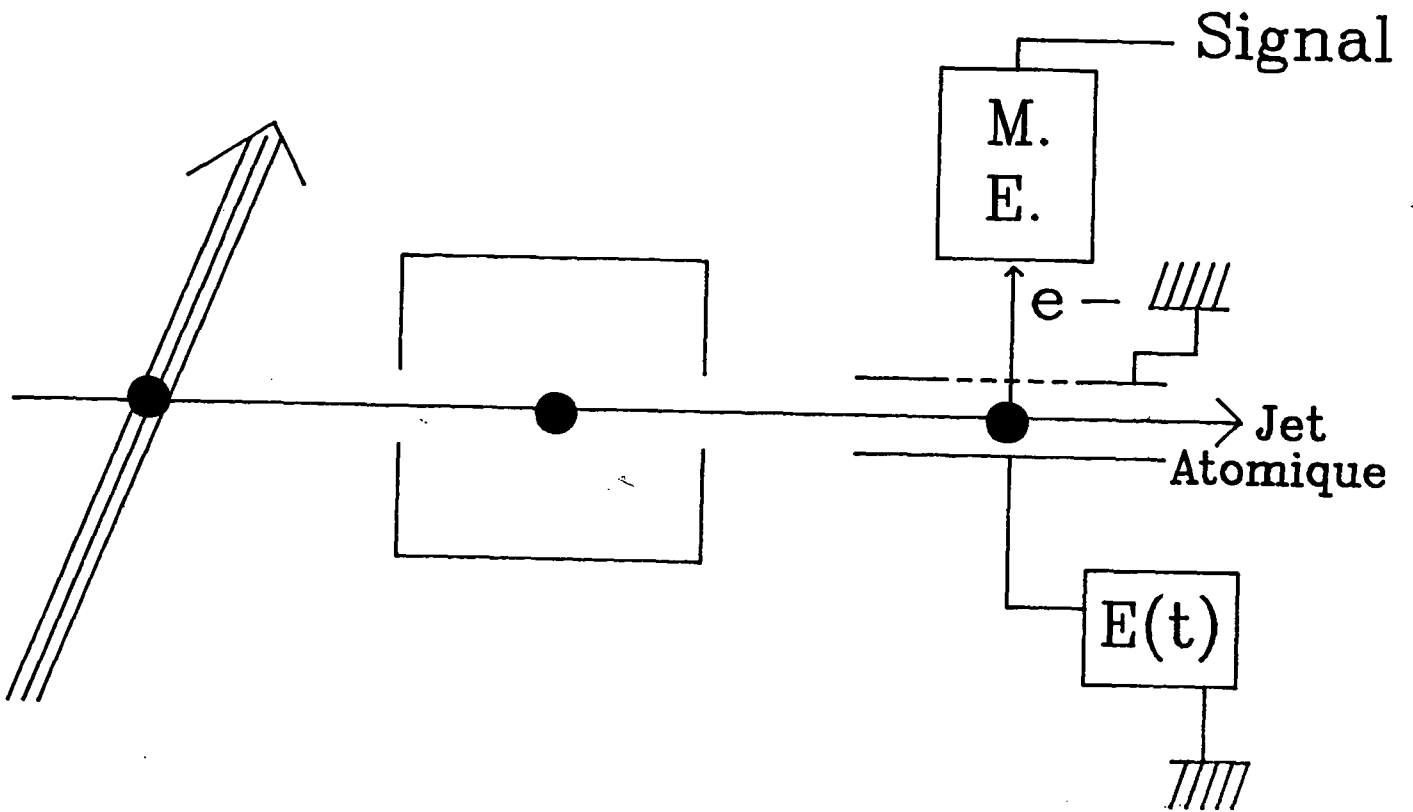 Signal
M.
E.
e-
Jet
Atomique
E(t)